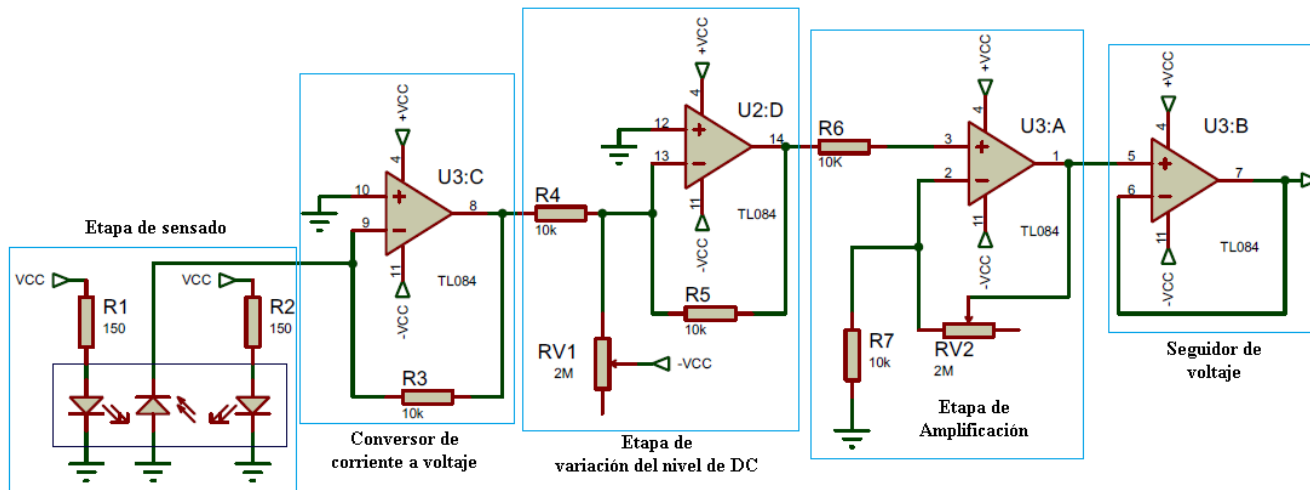 Etapa de sensado
VCC
R1
150
VCC
R2
150
+VCC
4
10
9
8
11
-VCC
U3:C
TL084
R3
10k
Conversor de
corriente a voltaje
R4
10k
RV1
2M
-VCC
+VCC
4
12
13
14
11
-VCC
U2:D
TL084
R5
10k
Etapa de
variación del nivel de DC
R6
10K
+VCC
4
3
2
1
11
-VCC
U3:A
TL084
R7
10k
RV2
2M
Etapa de
Amplificación
+VCC
4
5
6
7
11
-VCC
U3:B
TL084
Seguidor de
voltaje